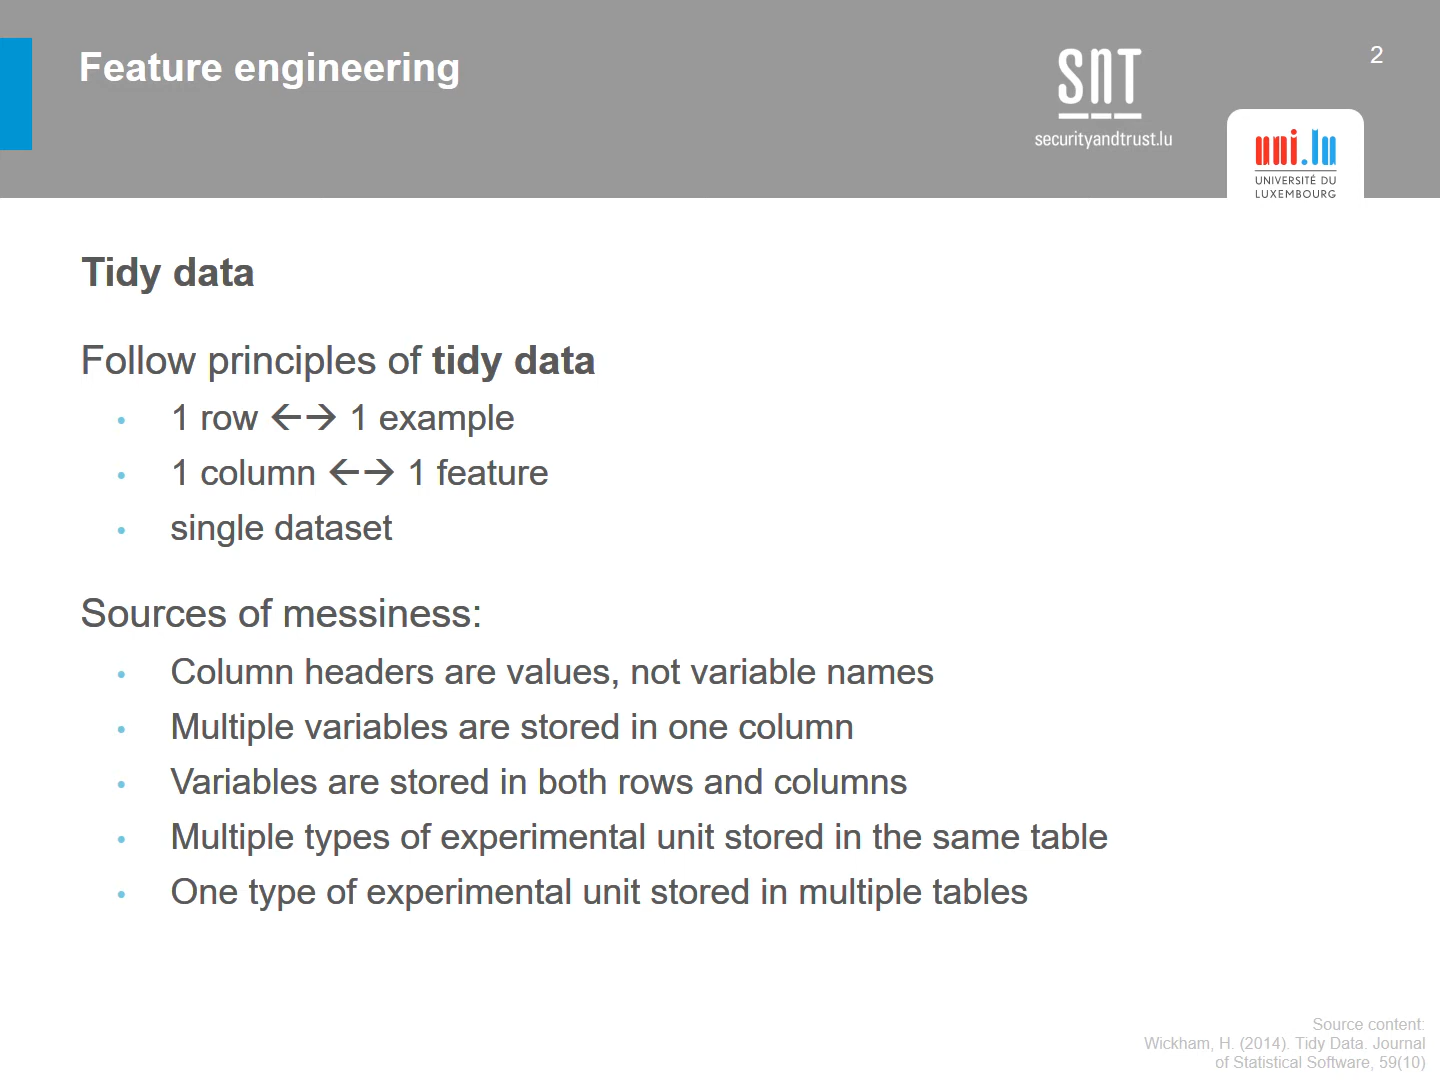 Feature engineering
SNT
securityandtrust.lu
2
uni.lu
UNIVERSITÉ DU
LUXEMBOURG
Tidy data
Follow principles of tidy data
• 1 row ←→ 1 example
• 1 column ←→ 1 feature
• single dataset
Sources of messiness:
• Column headers are values, not variable names
• Multiple variables are stored in one column
• Variables are stored in both rows and columns
• Multiple types of experimental unit stored in the same table
• One type of experimental unit stored in multiple tables
Source content:
Wickham, H. (2014). Tidy Data. Journal
of Statistical Software, 59(10)